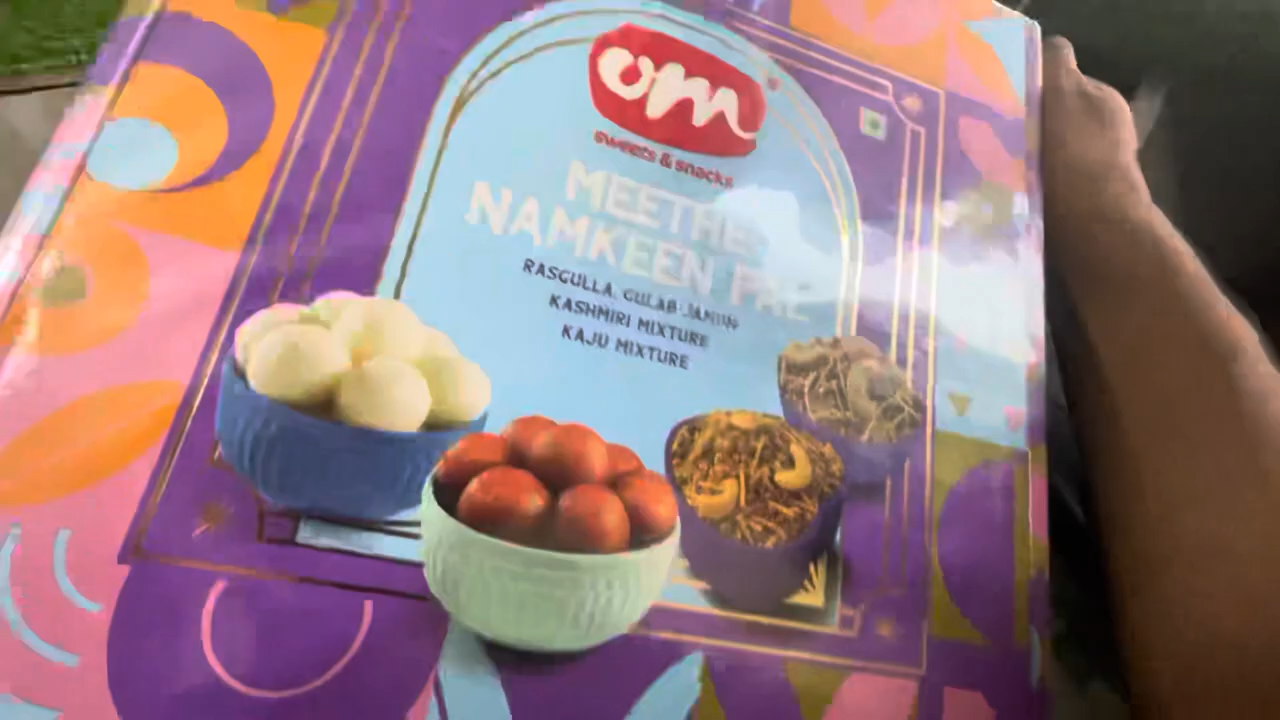 om
sweets & snacks
MEETHE
NAMKEEN PAL
RASGULLA, GULAB JAMUN
KASHMIRI MIXTURE
KAJU MIXTURE